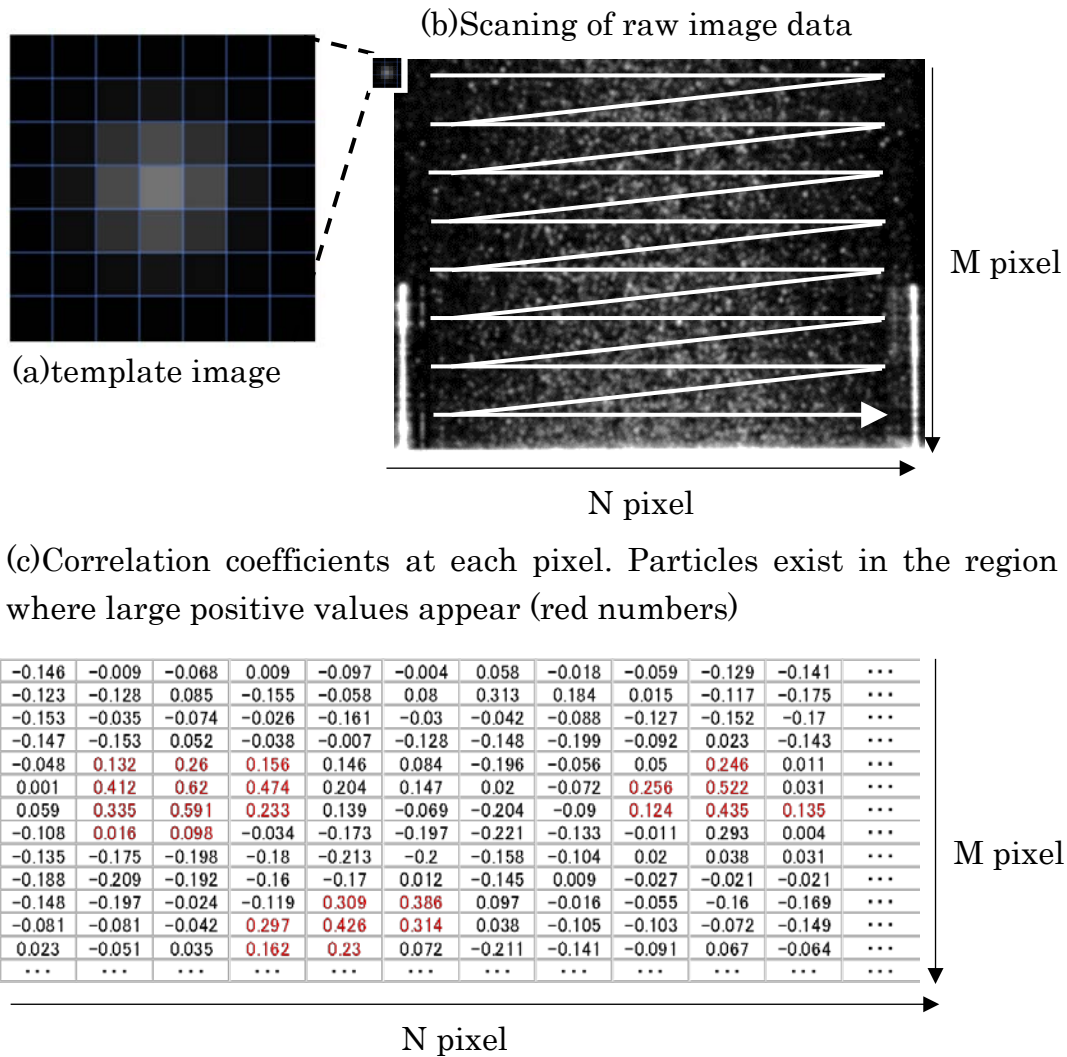 (b)Scaning of raw image data
M pixel
(a)template image
N pixel
(c)Correlation coefficients at each pixel. Particles exist in the region
where large positive values appear (red numbers)
−0.146 −0.009 −0.068 0.009 −0.097 −0.004 0.058 −0.018 −0.059 −0.129 −0.141 ···
−0.123 −0.128 0.085 −0.155 −0.058 0.08 0.313 0.184 0.015 −0.117 −0.175 ···
−0.153 −0.035 −0.074 −0.026 −0.161 −0.03 −0.042 −0.088 −0.127 −0.152 −0.17 ···
−0.147 −0.153 0.052 −0.038 −0.007 −0.128 −0.148 −0.199 −0.092 0.023 −0.143 ···
−0.048 0.132 0.26 0.156 0.146 0.084 −0.196 −0.056 0.05 0.246 0.011 ···
0.001 0.412 0.62 0.474 0.204 0.147 0.02 −0.072 0.256 0.522 0.031 ···
0.059 0.335 0.591 0.233 0.139 −0.069 −0.204 −0.09 0.124 0.435 0.135 ···
−0.108 0.016 0.098 −0.034 −0.173 −0.197 −0.221 −0.133 −0.011 0.293 0.004 ···
−0.135 −0.175 −0.198 −0.18 −0.213 −0.2 −0.158 −0.104 0.02 0.038 0.031 ···
−0.188 −0.209 −0.192 −0.16 −0.17 0.012 −0.145 0.009 −0.027 −0.021 −0.021 ···
−0.148 −0.197 −0.024 −0.119 0.309 0.386 0.097 −0.016 −0.055 −0.16 −0.169 ···
−0.081 −0.081 −0.042 0.297 0.426 0.314 0.038 −0.105 −0.103 −0.072 −0.149 ···
0.023 −0.051 0.035 0.162 0.23 0.072 −0.211 −0.141 −0.091 0.067 −0.064 ···
··· ··· ··· ··· ··· ··· ··· ··· ··· ··· ··· ···
M pixel
N pixel